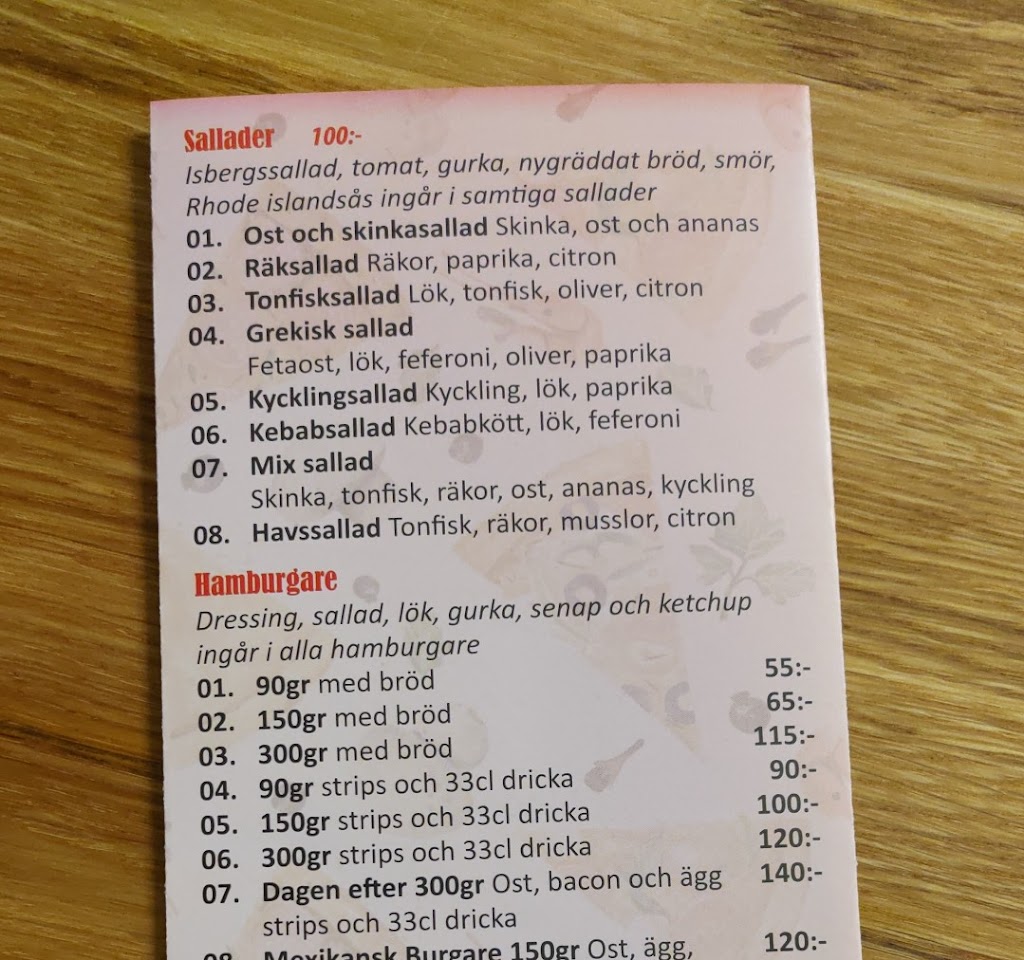 Sallader 100:-
Isbergssallad, tomat, gurka, nygräddat bröd, smör,
Rhode islandsås ingår i samtiga sallader
01. Ost och skinkasallad Skinka, ost och ananas
02. Räksallad Räkor, paprika, citron
03. Tonfisksallad Lök, tonfisk, oliver, citron
04. Grekisk sallad
Fetaost, lök, feferoni, oliver, paprika
05. Kycklingsallad Kyckling, lök, paprika
06. Kebabsallad Kebabkött, lök, feferoni
07. Mix sallad
Skinka, tonfisk, räkor, ost, ananas, kyckling
08. Havssallad Tonfisk, räkor, musslor, citron
Hamburgare
Dressing, sallad, lök, gurka, senap och ketchup
ingår i alla hamburgare
01. 90gr med bröd 55:-
02. 150gr med bröd 65:-
03. 300gr med bröd 115:-
04. 90gr strips och 33cl dricka 90:-
05. 150gr strips och 33cl dricka 100:-
06. 300gr strips och 33cl dricka 120:-
07. Dagen efter 300gr Ost, bacon och ägg 140:-
strips och 33cl dricka
08. Mexikansk Burgare 150gr Ost, ägg, 120:-